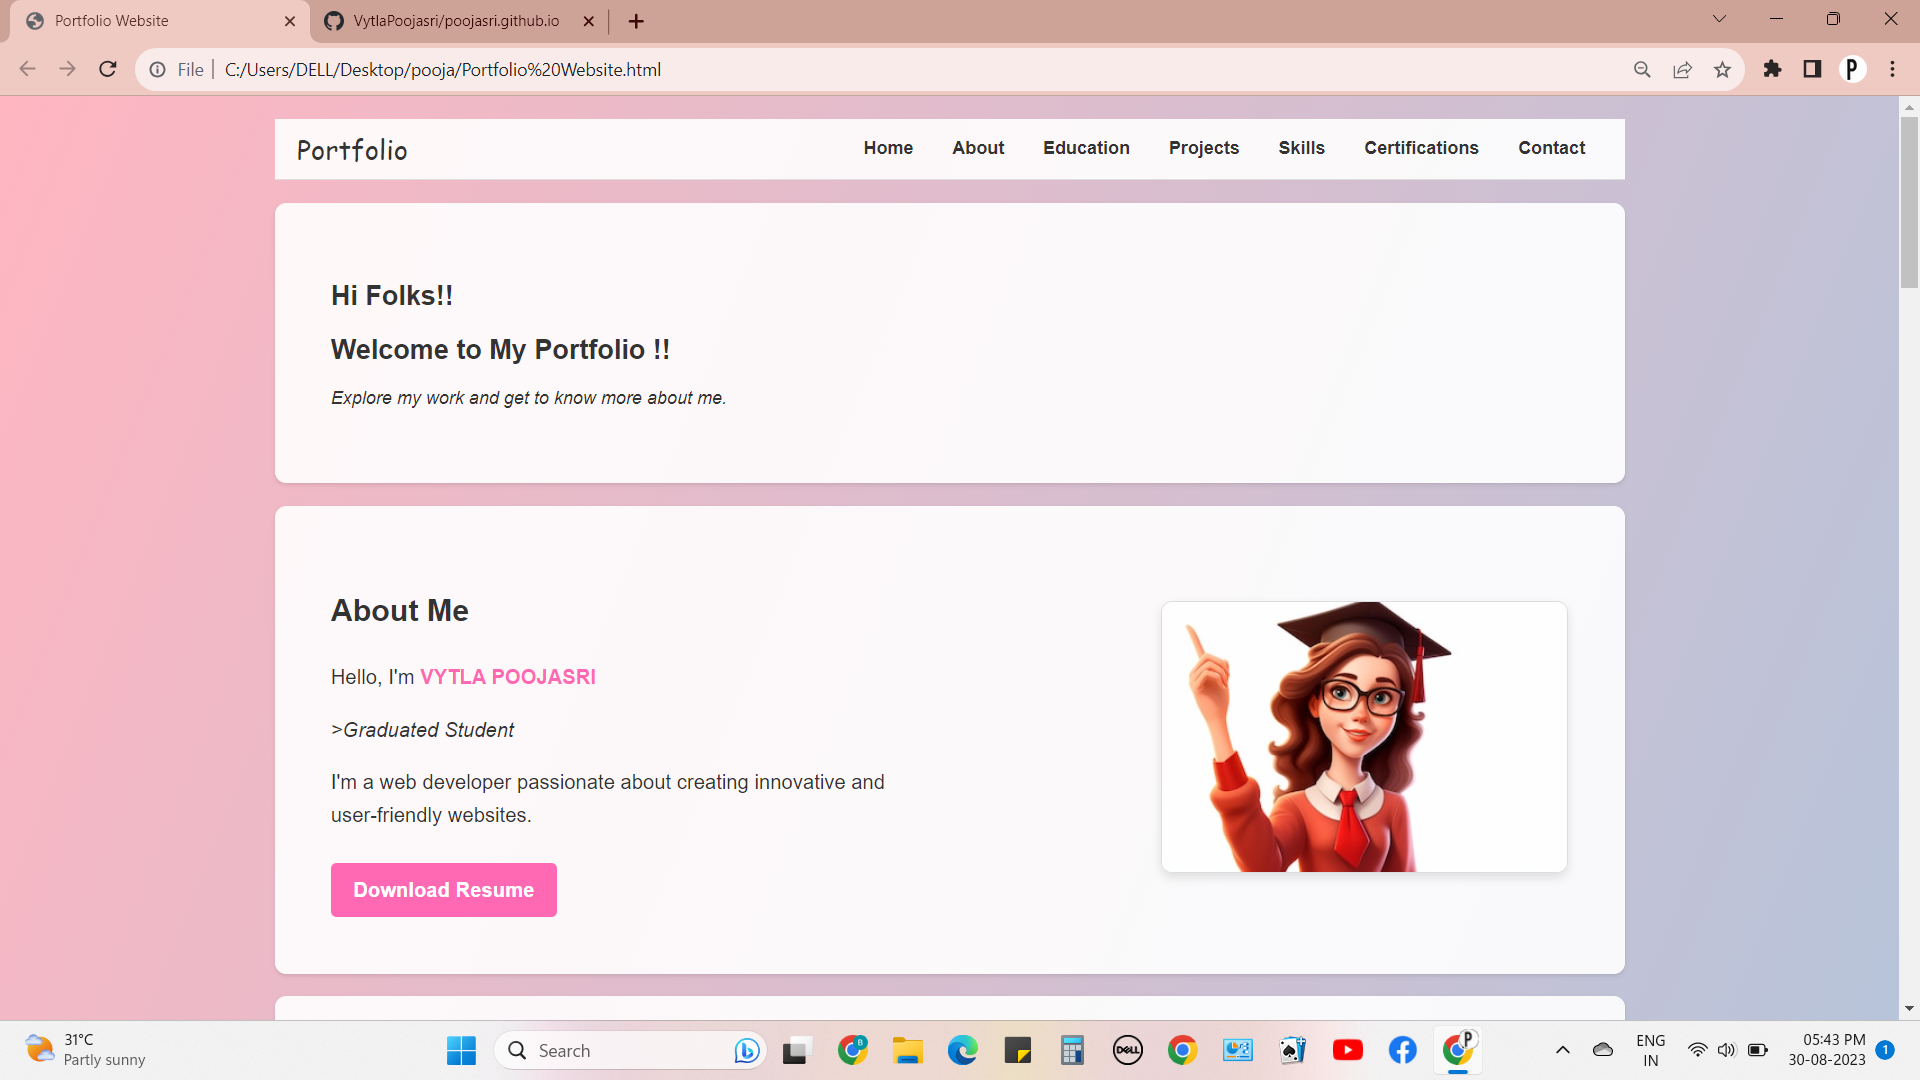 Portfolio Website
VytlaPoojasri/poojasri.github.io
File
C:/Users/DELL/Desktop/pooja/Portfolio%20Website.html
P
Portfolio
Home About Education Projects Skills Certifications Contact
Hi Folks!!
Welcome to My Portfolio !!
Explore my work and get to know more about me.
About Me
Hello, I'm VYTLA POOJASRI
>Graduated Student
I'm a web developer passionate about creating innovative and
user-friendly websites.
Download Resume
31°C
Partly sunny
Search
B
DELL
P
ENG
IN
05:43 PM
30-08-2023
1